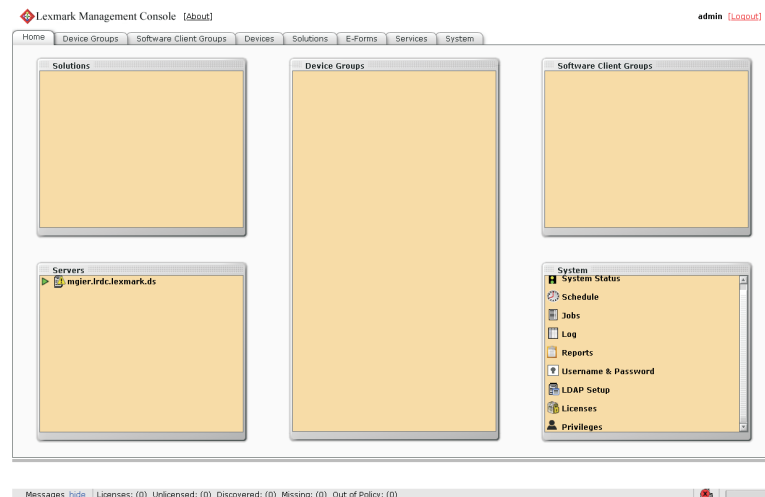 Lexmark Management Console [About] admin [Logout]
Home Device Groups Software Client Groups Devices Solutions E-Forms Services System
Solutions
Device Groups
Software Client Groups
Servers
mgier.lrdc.lexmark.ds
System
System Status
Schedule
Jobs
Log
Reports
Username & Password
LDAP Setup
Licenses
Privileges
Messages hide Licenses: (0) Unlicensed: (0) Discovered: (0) Missing: (0) Out of Policy: (0)